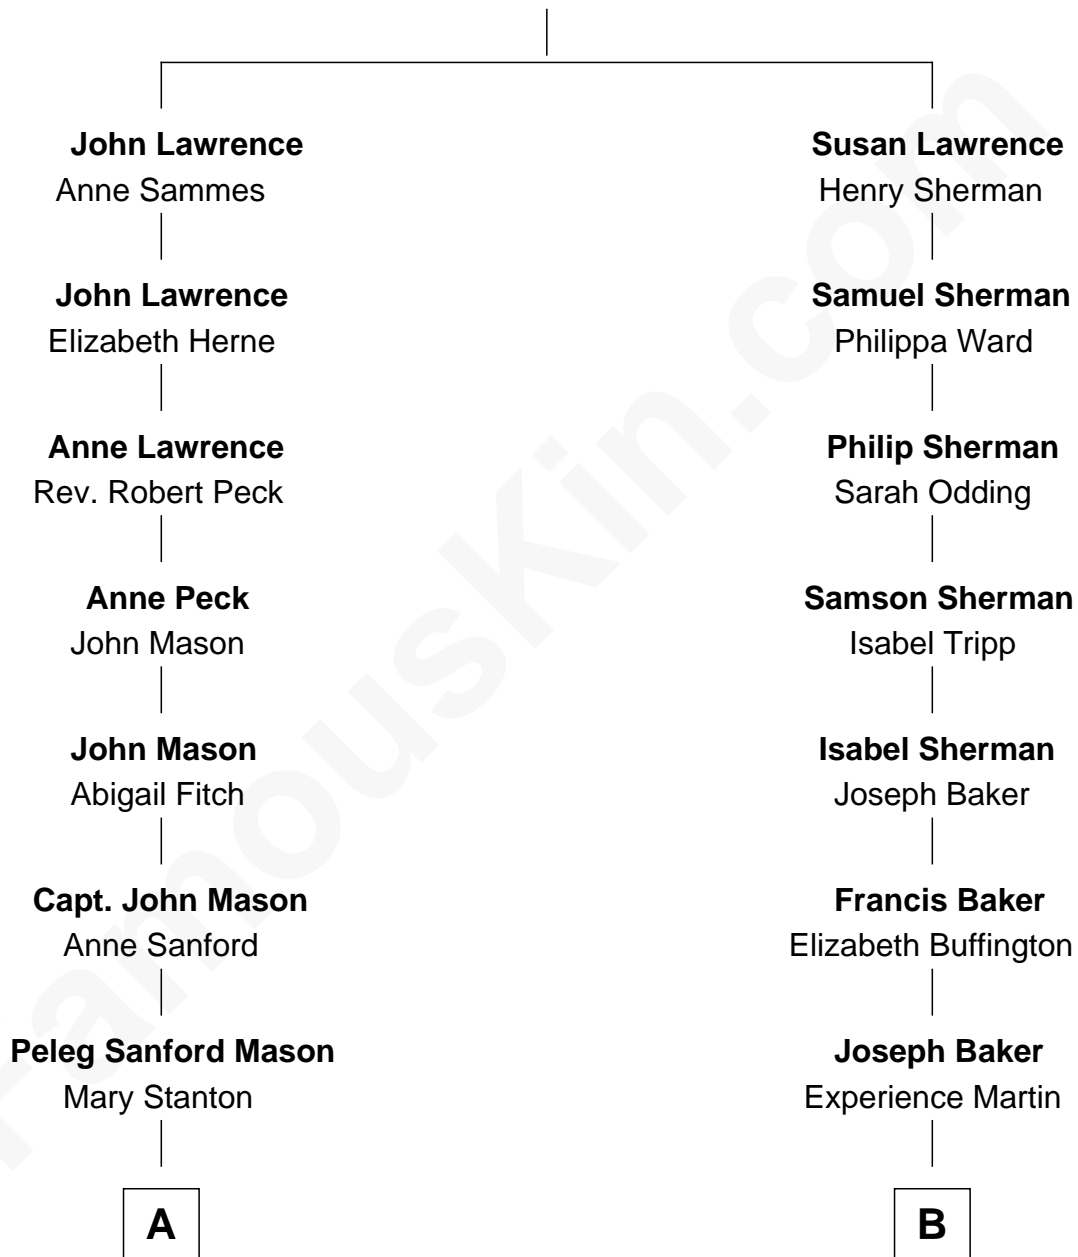 John Lawrence
Anne Sammes
John Lawrence
Elizabeth Herne
Anne Lawrence
Rev. Robert Peck
Anne Peck
John Mason
John Mason
Abigail Fitch
Capt. John Mason
Anne Sanford
Peleg Sanford Mason
Mary Stanton
A
Susan Lawrence
Henry Sherman
Samuel Sherman
Philippa Ward
Philip Sherman
Sarah Odding
Samson Sherman
Isabel Tripp
Isabel Sherman
Joseph Baker
Francis Baker
Elizabeth Buffington
Joseph Baker
Experience Martin
B
FamousKin.com